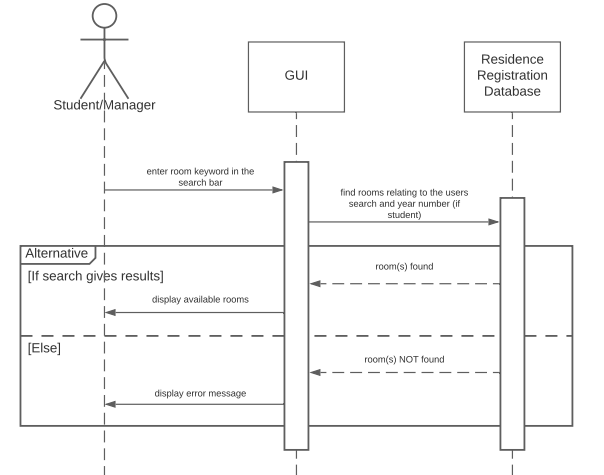 Student/Manager
GUI
Residence
Registration
Database
enter room keyword in the
search bar
find rooms relating to the users
search and year number (if
student)
Alternative
[If search gives results]
room(s) found
display available rooms
[Else]
room(s) NOT found
display error message